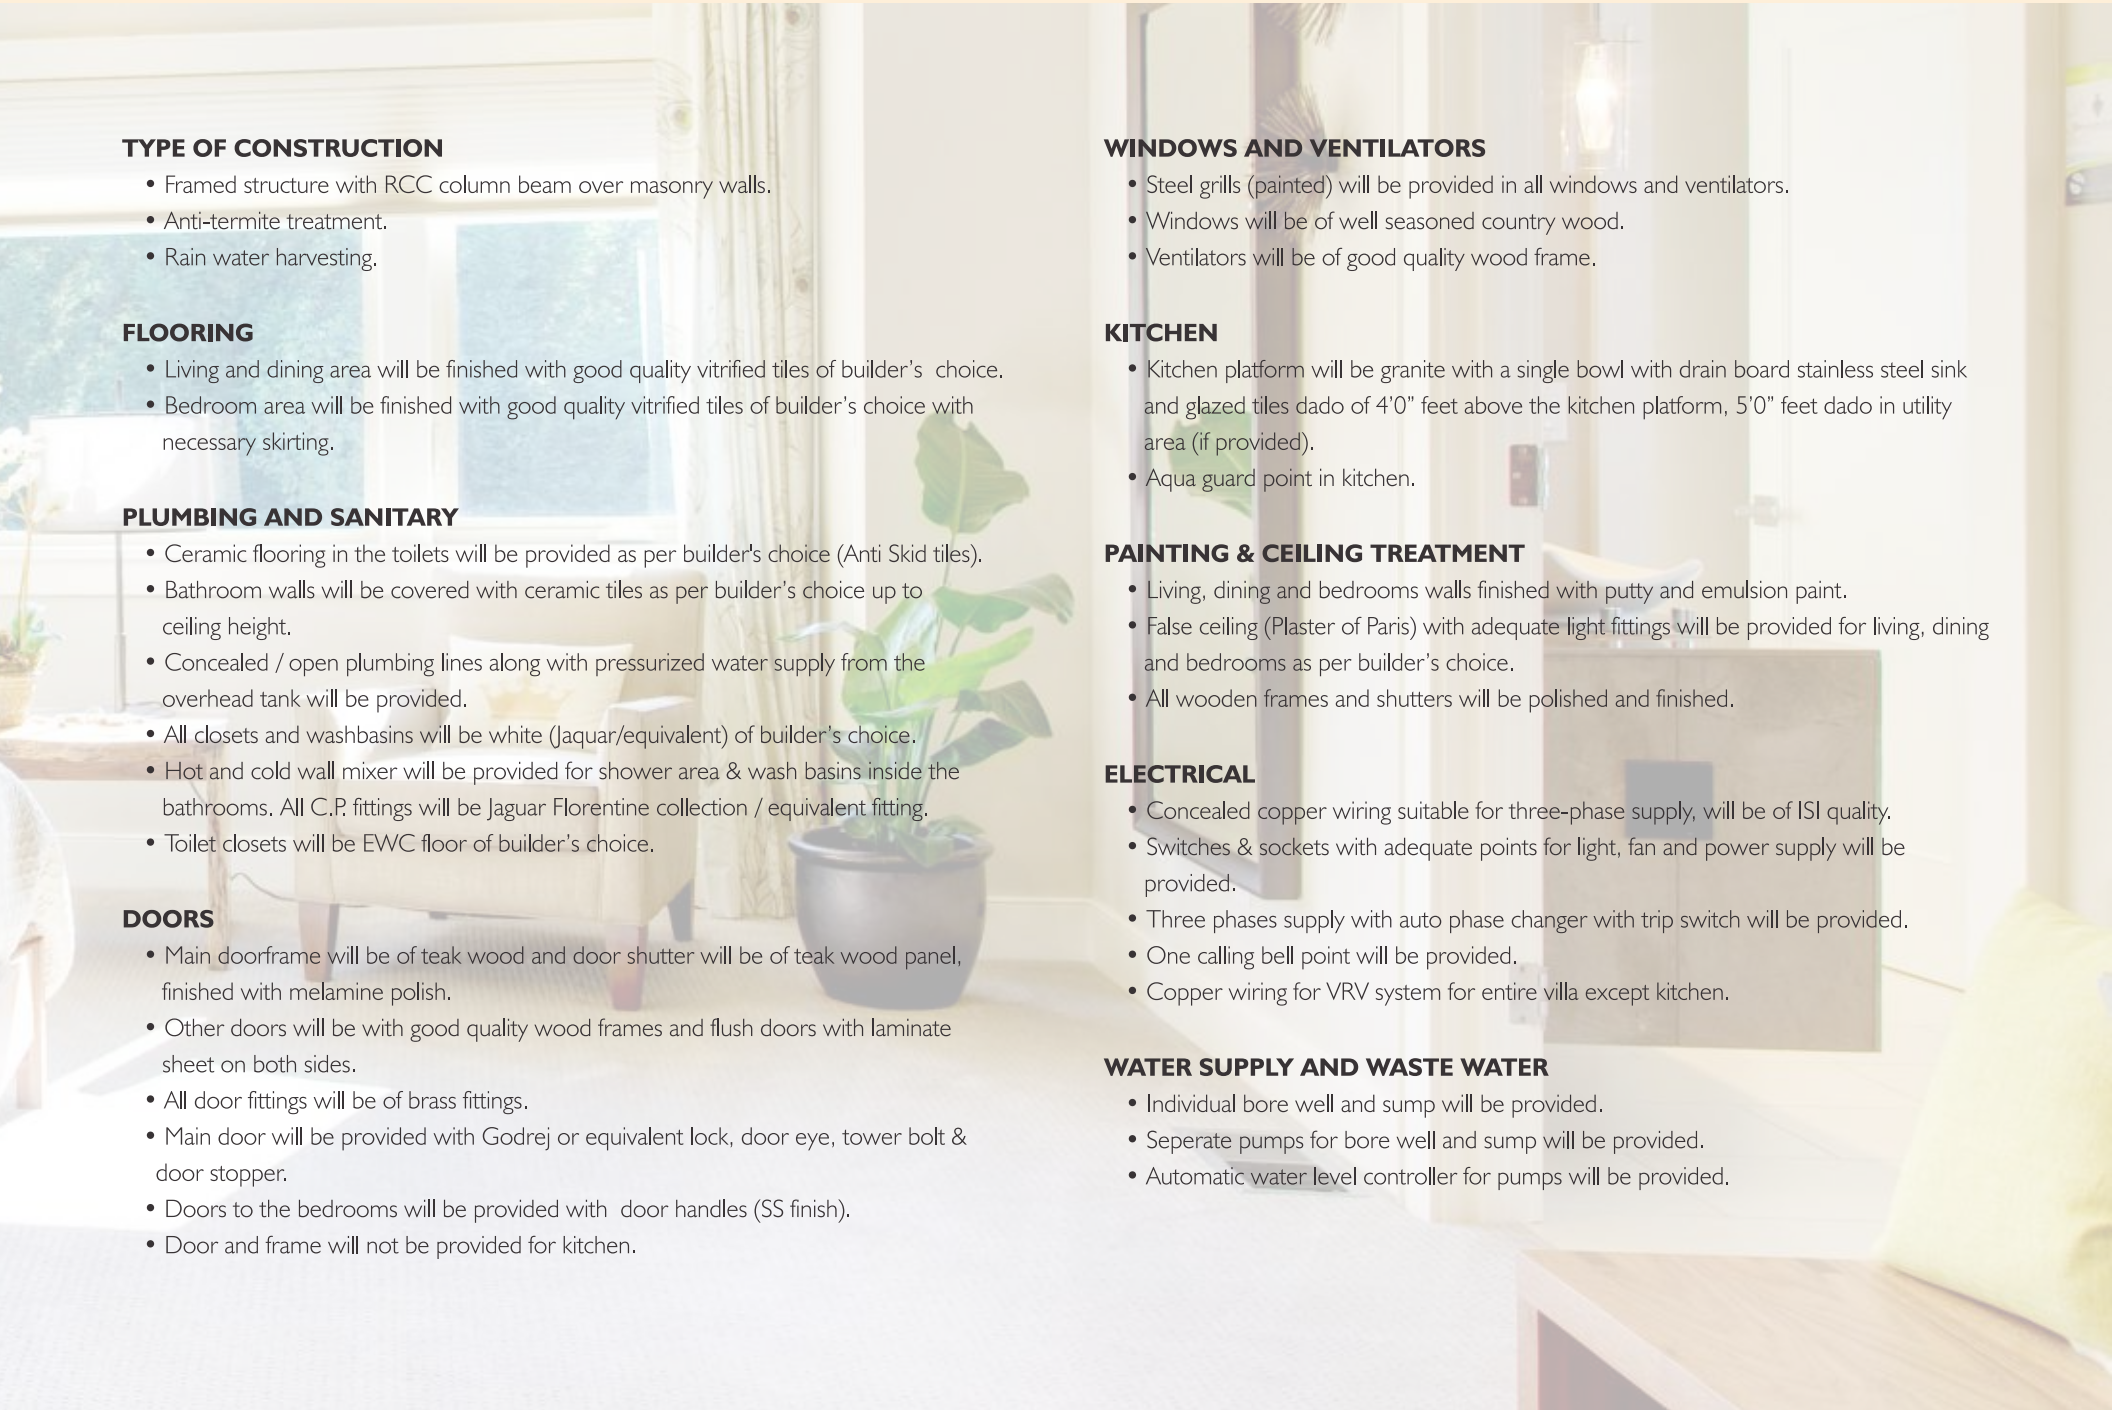 TYPE OF CONSTRUCTION
• Framed structure with RCC column beam over masonry walls.
• Anti-termite treatment.
• Rain water harvesting.
FLOORING
• Living and dining area will be finished with good quality vitrified tiles of builder’s  choice.
• Bedroom area will be finished with good quality vitrified tiles of builder’s choice with
necessary skirting.
PLUMBING AND SANITARY
• Ceramic flooring in the toilets will be provided as per builder's choice (Anti Skid tiles).
• Bathroom walls will be covered with ceramic tiles as per builder’s choice up to
ceiling height.
• Concealed / open plumbing lines along with pressurized water supply from the
overhead tank will be provided.
• All closets and washbasins will be white (Jaquar/equivalent) of builder’s choice.
• Hot and cold wall mixer will be provided for shower area & wash basins inside the
bathrooms. All C.P. fittings will be Jaguar Florentine collection / equivalent fitting.
• Toilet closets will be EWC floor of builder’s choice.
DOORS
• Main doorframe will be of teak wood and door shutter will be of teak wood panel,
finished with melamine polish.
• Other doors will be with good quality wood frames and flush doors with laminate
sheet on both sides.
• All door fittings will be of brass fittings.
• Main door will be provided with Godrej or equivalent lock, door eye, tower bolt &
door stopper.
• Doors to the bedrooms will be provided with  door handles (SS finish).
• Door and frame will not be provided for kitchen.
WINDOWS AND VENTILATORS
• Steel grills (painted) will be provided in all windows and ventilators.
• Windows will be of well seasoned country wood.
• Ventilators will be of good quality wood frame.
KITCHEN
• Kitchen platform will be granite with a single bowl with drain board stainless steel sink
and glazed tiles dado of 4’0” feet above the kitchen platform, 5’0” feet dado in utility
area (if provided).
• Aqua guard point in kitchen.
PAINTING & CEILING TREATMENT
• Living, dining and bedrooms walls finished with putty and emulsion paint.
• False ceiling (Plaster of Paris) with adequate light fittings will be provided for living, dining
and bedrooms as per builder’s choice.
• All wooden frames and shutters will be polished and finished.
ELECTRICAL
• Concealed copper wiring suitable for three-phase supply, will be of ISI quality.
• Switches & sockets with adequate points for light, fan and power supply will be
provided.
• Three phases supply with auto phase changer with trip switch will be provided.
• One calling bell point will be provided.
• Copper wiring for VRV system for entire villa except kitchen.
WATER SUPPLY AND WASTE WATER
• Individual bore well and sump will be provided.
• Seperate pumps for bore well and sump will be provided.
• Automatic water level controller for pumps will be provided.